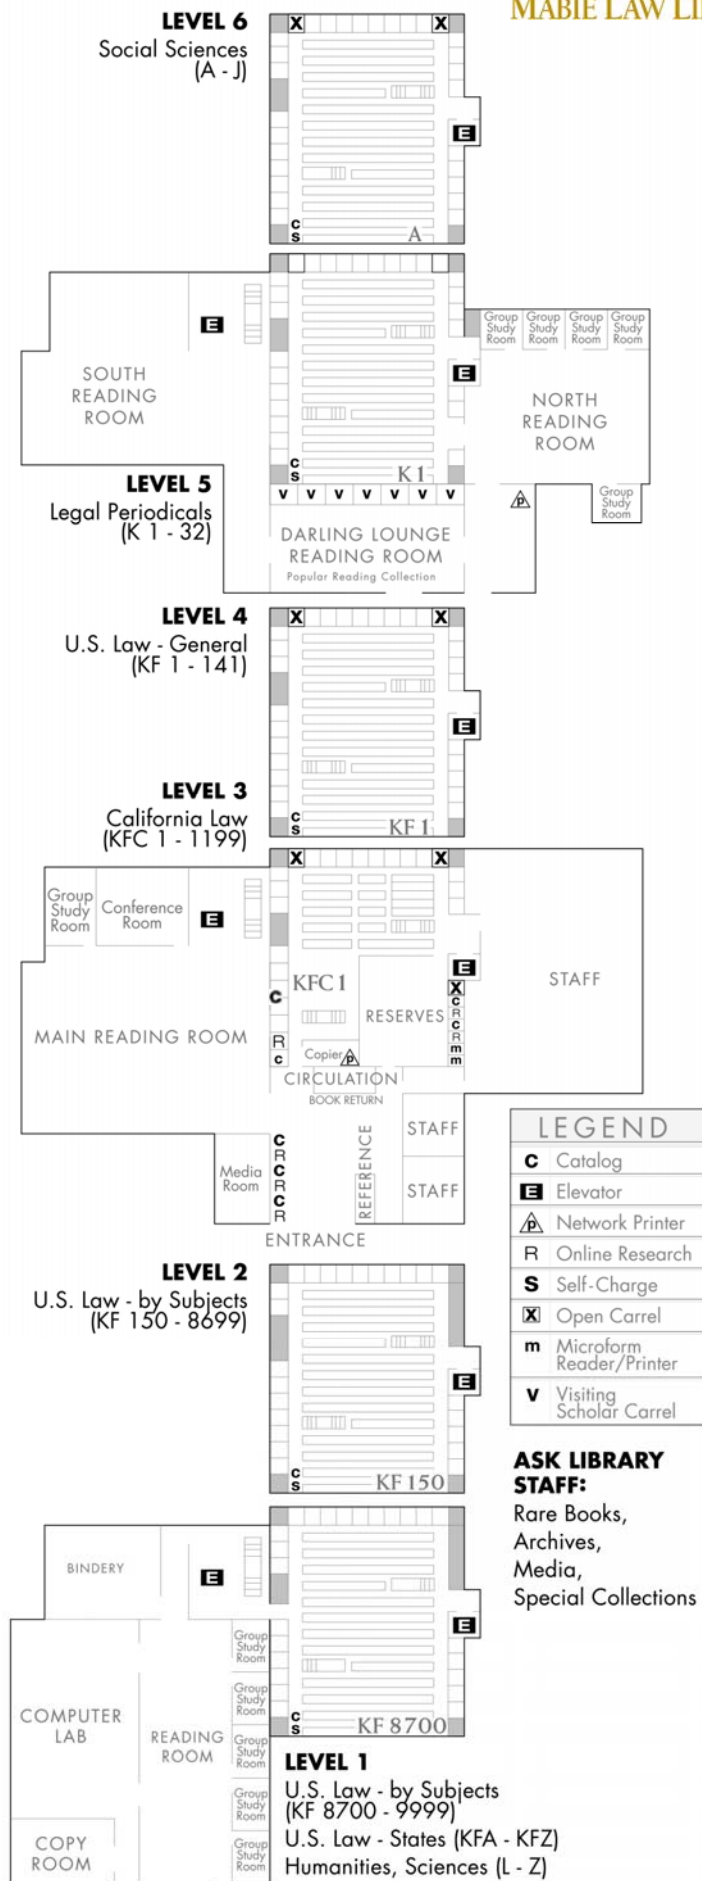 MABIE LAW LI
LEVEL 6
Social Sciences
(A - J)
X X
E
C
S
A
E
E
SOUTH
READING
ROOM
Group
Study
Room
Group
Study
Room
Group
Study
Room
Group
Study
Room
NORTH
READING
ROOM
C
S
K 1
LEVEL 5
Legal Periodicals
(K 1 - 32)
V V V V V V V
p
Group
Study
Room
DARLING LOUNGE
READING ROOM
Popular Reading Collection
LEVEL 4
U.S. Law - General
(KF 1 - 141)
X X
E
C
S
KF 1
LEVEL 3
California Law
(KFC 1 - 1199)
X X
Group
Study
Room
Conference
Room
E
E
STAFF
KFC 1
C
X
C
R
C
R
m
m
RESERVES
MAIN READING ROOM
R
C
Copier
p
CIRCULATION
BOOK RETURN
STAFF
REFERENCE
Media
Room
C
R
C
R
C
R
STAFF
ENTRANCE
LEGEND
C Catalog
E Elevator
p Network Printer
R Online Research
S Self-Charge
X Open Carrel
m Microform
Reader/Printer
V Visiting
Scholar Carrel
LEVEL 2
U.S. Law - by Subjects
(KF 150 - 8699)
E
C
S
KF 150
ASK LIBRARY
STAFF:
Rare Books,
Archives,
Media,
Special Collections
BINDERY
E
E
Group
Study
Room
Group
Study
Room
Group
Study
Room
Group
Study
Room
Group
Study
Room
COMPUTER
LAB
READING
ROOM
C
S
KF 8700
COPY
ROOM
LEVEL 1
U.S. Law - by Subjects
(KF 8700 - 9999)
U.S. Law - States (KFA - KFZ)
Humanities, Sciences (L - Z)